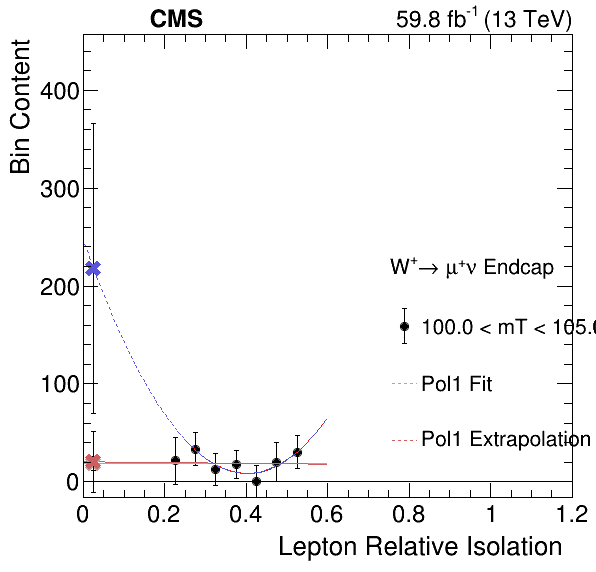 CMS 59.8 fb⁻¹ (13 TeV)
Bin Content
400
300
200
100
0
W⁺→ μ⁺ν Endcap
100.0 < mT < 105.0
Pol1 Fit
Pol1 Extrapolation
0 0.2 0.4 0.6 0.8 1 1.2
Lepton Relative Isolation